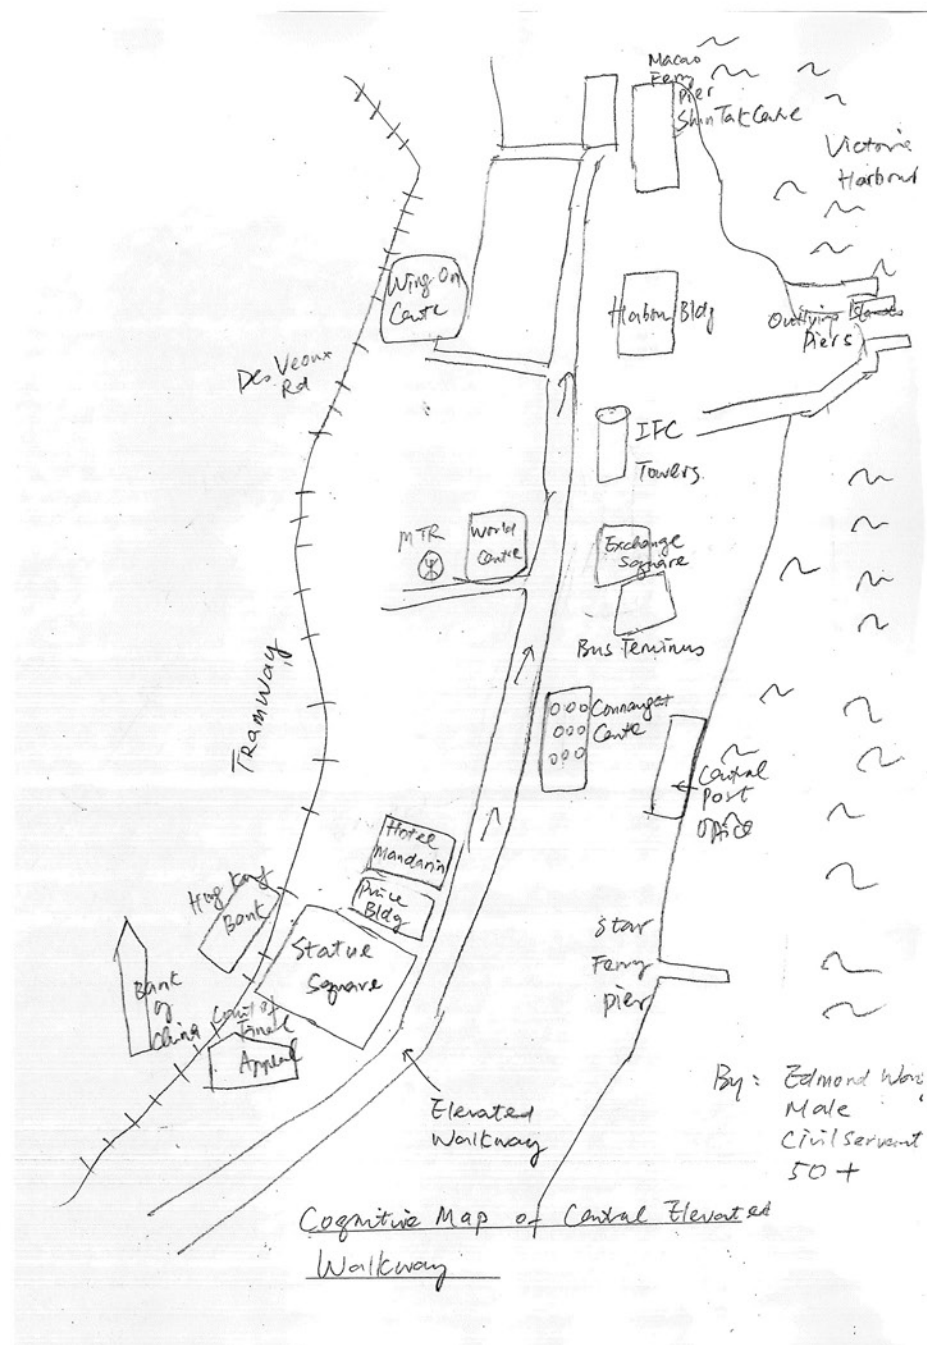 Macao
Ferry
Pier
Shun Tak Centre
Victoria
Harbour
Wing On
Centre
Harbour Bldg
Outlying Islands
Piers
Des Veoux
Rd
IFC
Towers
MTR
World
Centre
Exchange
Square
Bus Terminus
Tramway
Connaught
Centre
Central
Post
Office
Hotel
Mandarin
Prince
Bldg
Hong Kong
Bank
Statue
Square
Star
Ferry
Pier
Bank
of
China
Court of
Final
Appeal
Elevated
Walkway
By: Edmond
Male
Civil Servant
50+
Cognitive Map of Central Elevated
Walkway